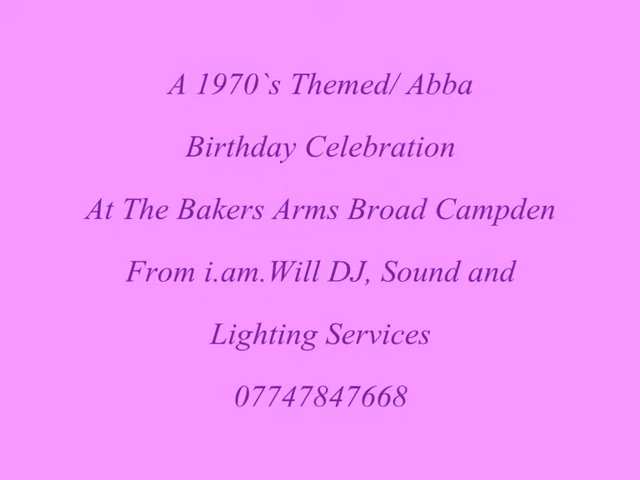 A 1970`s Themed/ Abba
Birthday Celebration
At The Bakers Arms Broad Campden
From i.am.Will DJ, Sound and
Lighting Services
07747847668